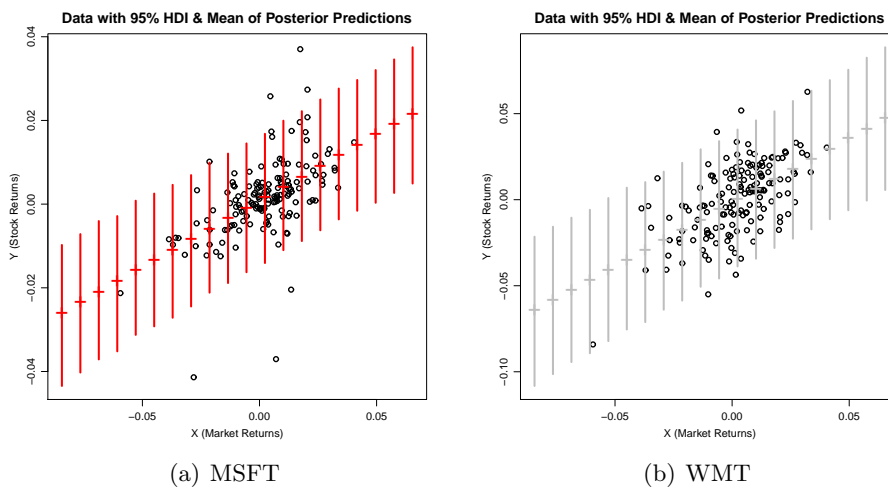 Data with 95% HDI & Mean of Posterior Predictions
Y (Stock Returns)
0.04
0.02
0.00
−0.02
−0.04
−0.05
0.00
0.05
X (Market Returns)
(a) MSFT
Data with 95% HDI & Mean of Posterior Predictions
Y (Stock Returns)
0.05
0.00
−0.05
−0.10
−0.05
0.00
0.05
X (Market Returns)
(b) WMT